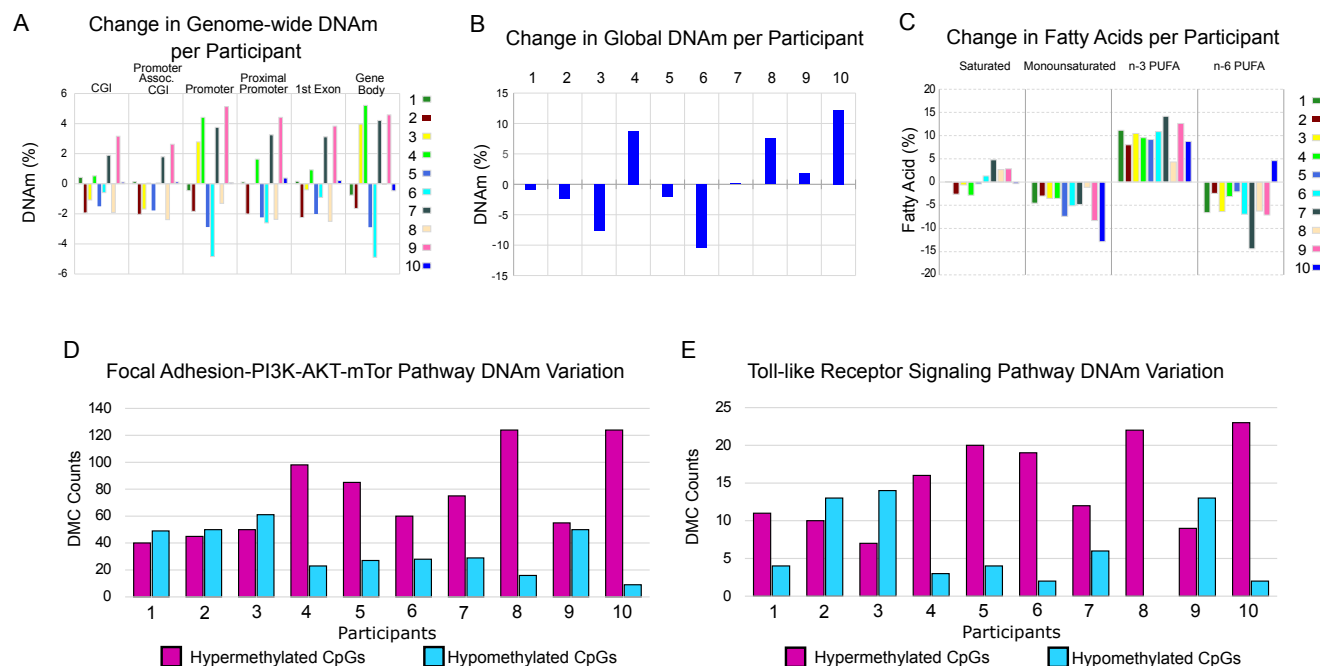 A
Change in Genome-wide DNAm
per Participant
CGI
Promoter
Assoc.
CGI
Promoter
Proximal
Promoter
1st Exon
Gene
Body
DNAm (%)
6
4
2
0
-2
-4
-6
1
2
3
4
5
6
7
8
9
10
B
Change in Global DNAm per Participant
1 2 3 4 5 6 7 8 9 10
DNAm (%)
15
10
5
0
-5
-10
-15
C
Change in Fatty Acids per Participant
Saturated Monounsaturated n-3 PUFA n-6 PUFA
Fatty Acid (%)
20
15
10
5
0
-5
-10
-15
-20
1
2
3
4
5
6
7
8
9
10
D
Focal Adhesion-PI3K-AKT-mTor Pathway DNAm Variation
DMC Counts
140
120
100
80
60
40
20
0
1 2 3 4 5 6 7 8 9 10
Participants
Hypermethylated CpGs Hypomethylated CpGs
E
Toll-like Receptor Signaling Pathway DNAm Variation
DMC Counts
25
20
15
10
5
0
1 2 3 4 5 6 7 8 9 10
Participants
Hypermethylated CpGs Hypomethylated CpGs